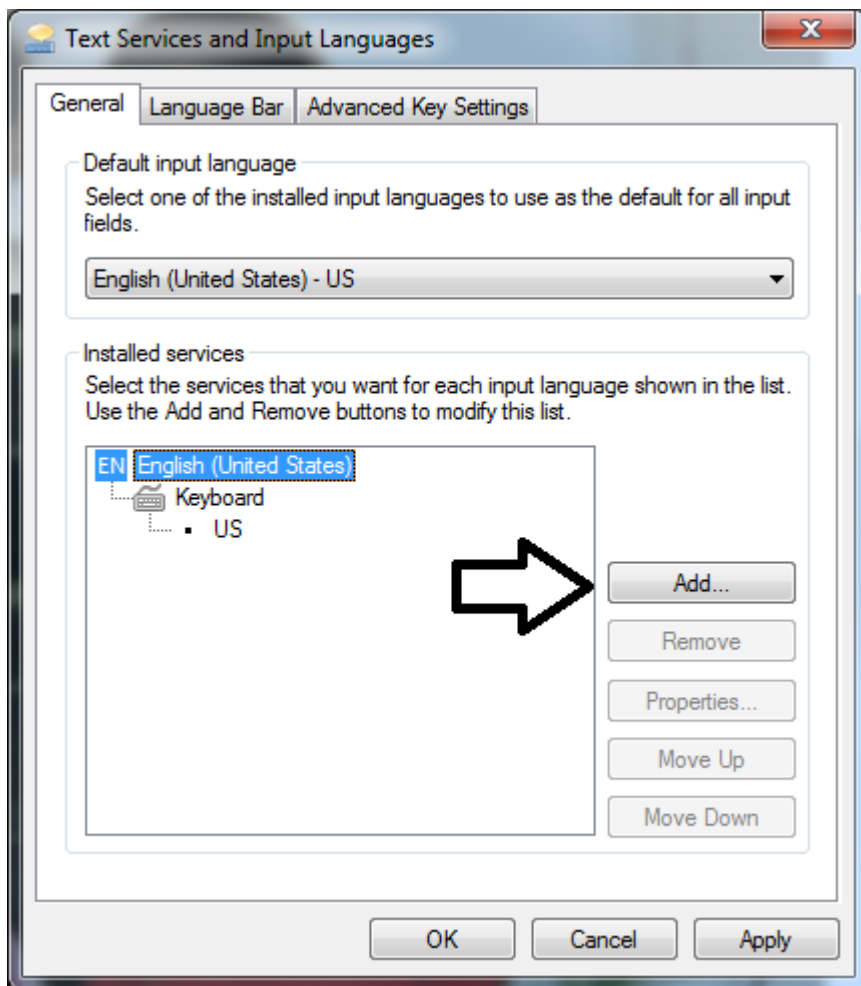 Text Services and Input Languages
General
Language Bar
Advanced Key Settings
Default input language
Select one of the installed input languages to use as the default for all input
fields.
English (United States) - US
Installed services
Select the services that you want for each input language shown in the list.
Use the Add and Remove buttons to modify this list.
EN English (United States)
Keyboard
US
Add...
Remove
Properties...
Move Up
Move Down
OK
Cancel
Apply